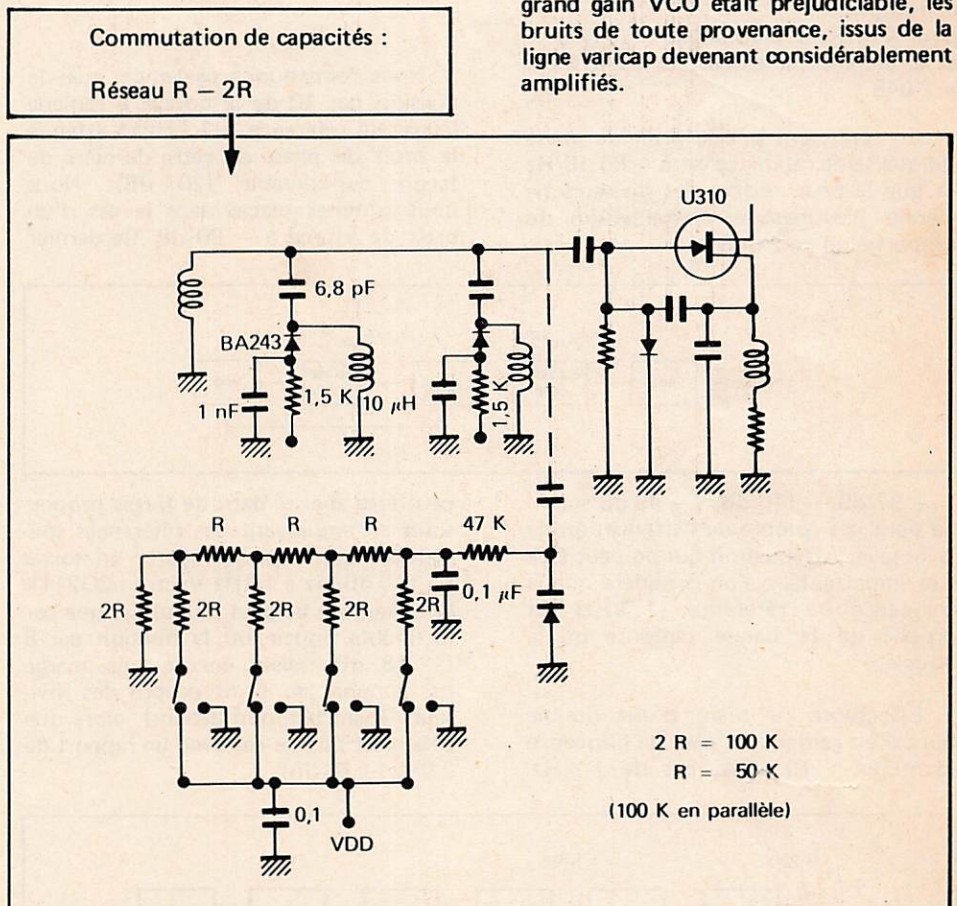 grand gain VCO était préjudiciable, les
bruits de toute provenance, issus de la
ligne varicap devenant considérablement
amplifiés.
Commutation de capacités :
Réseau R – 2R
U310
6,8 pF
BA243
1 nF
1,5 K
10 µH
1,5 K
R
R
R
47 K
2R
2R
2R
2R
2R
0,1 µF
0,1
VDD
2 R = 100 K
R = 50 K
(100 K en parallèle)